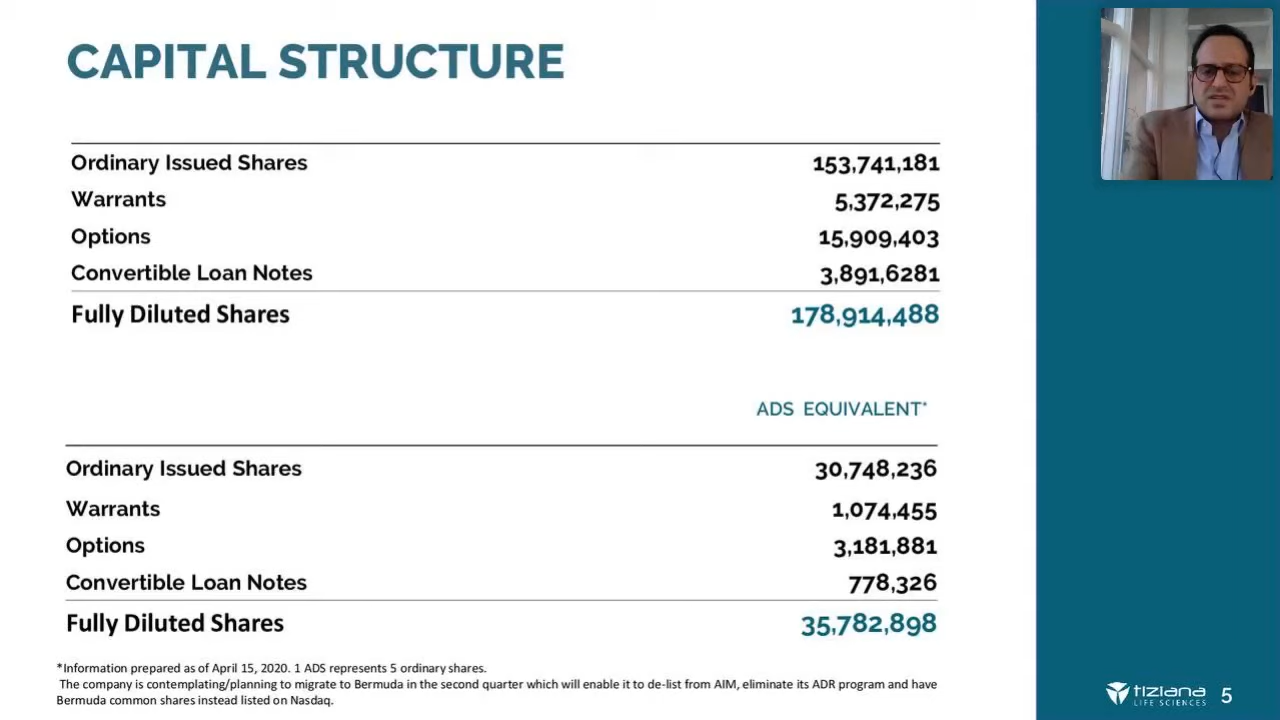 CAPITAL STRUCTURE
Ordinary Issued Shares 153,741,181
Warrants 5,372,275
Options 15,909,403
Convertible Loan Notes 3,891,6281
Fully Diluted Shares 178,914,488
ADS EQUIVALENT*
Ordinary Issued Shares 30,748,236
Warrants 1,074,455
Options 3,181,881
Convertible Loan Notes 778,326
Fully Diluted Shares 35,782,898
*Information prepared as of April 15, 2020. 1 ADS represents 5 ordinary shares.
The company is contemplating/planning to migrate to Bermuda in the second quarter which will enable it to de-list from AIM, eliminate its ADR program and have
Bermuda common shares instead listed on Nasdaq.
tiziana
LIFE SCIENCES
5